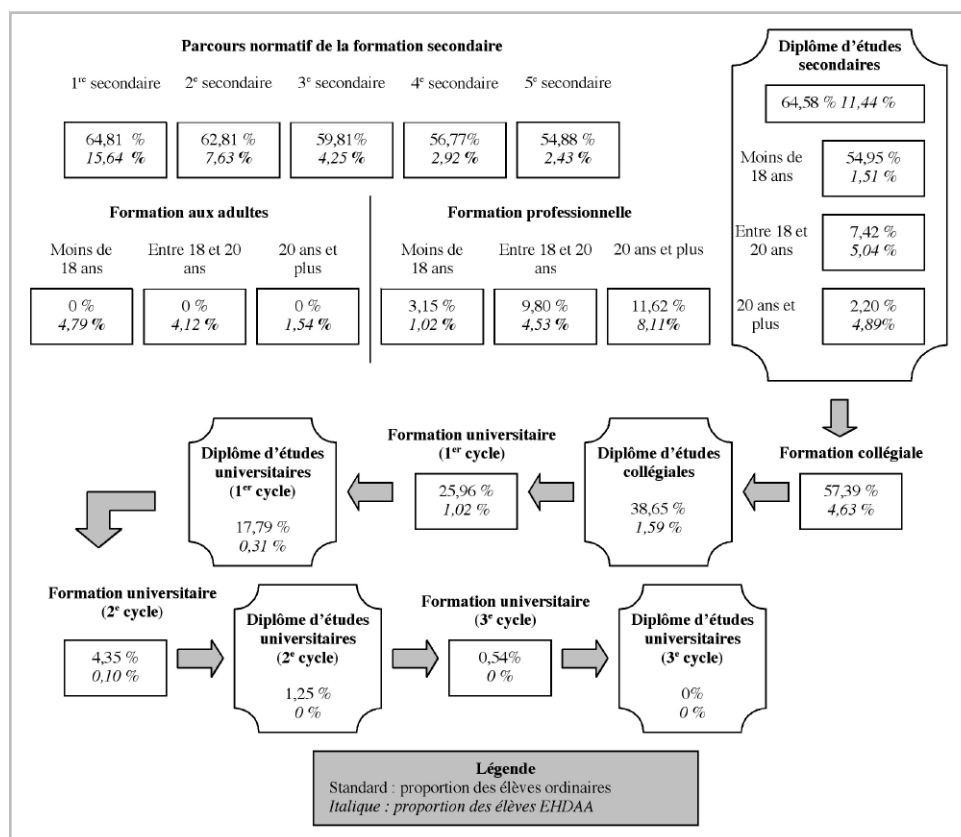 Parcours normatif de la formation secondaire
1re secondaire 2e secondaire 3e secondaire 4e secondaire 5e secondaire
64,81 % 62,81 % 59,81 % 56,77% 54,88 %
15,64 % 7,63 % 4,25 % 2,92 % 2,43 %
Formation aux adultes
Moins de 18 ans
0 %
4,79 %
Entre 18 et 20 ans
0 %
4,12 %
20 ans et plus
0 %
1,54 %
Formation professionnelle
Moins de 18 ans
3,15 %
1,02 %
Entre 18 et 20 ans
9,80 %
4,53 %
20 ans et plus
11,62 %
8,11%
Diplôme d'études
secondaires
64,58 % 11,44 %
Moins de
18 ans
54,95 %
1,51 %
Entre 18 et
20 ans
7,42 %
5,04 %
20 ans et
plus
2,20 %
4,89%
Formation collégiale
57,39 %
4,63 %
Diplôme d'études
collégiales
38,65 %
1,59 %
Formation universitaire
(1er cycle)
25,96 %
1,02 %
Diplôme d'études
universitaires
(1er cycle)
17,79 %
0,31 %
Formation universitaire
(2e cycle)
4,35 %
0,10 %
Diplôme d'études
universitaires
(2e cycle)
1,25 %
0 %
Formation universitaire
(3e cycle)
0,54%
0 %
Diplôme d'études
universitaires
(3e cycle)
0%
0 %
Légende
Standard : proportion des élèves ordinaires
Italique : proportion des élèves EHDAA